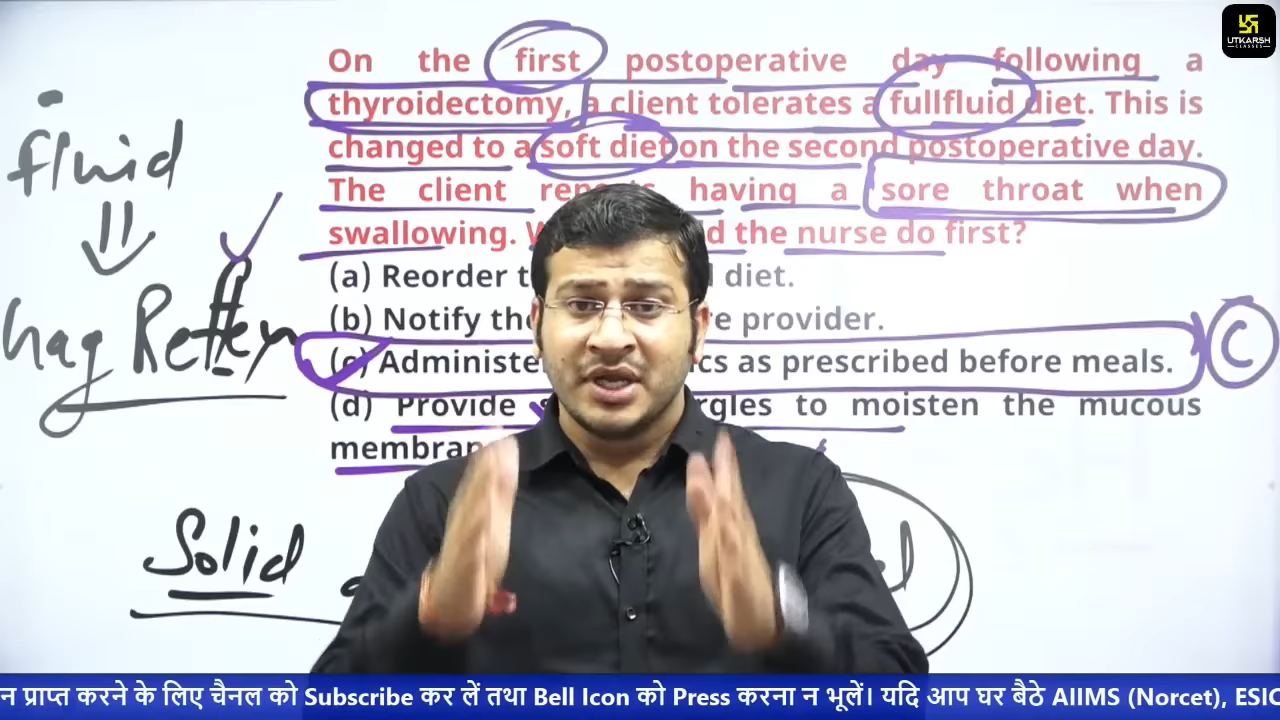 UTKARSH
CLASSES
On the first postoperative day following a
thyroidectomy, a client tolerates a fullfluid diet. This is
changed to a soft diet on the second postoperative day.
The client reports having a sore throat when
swallowing. the nurse do first?
(a) Reorder diet.
(b) Notify provider.
(c) as prescribed before meals.
(d) Provide to moisten the mucous
fluid
Reflex
C
Solid
न प्राप्त करने के लिए चैनल को Subscribe कर लें तथा Bell Icon को Press करना न भूलें। यदि आप घर बैठे AIIMS (Norcet), ESIC